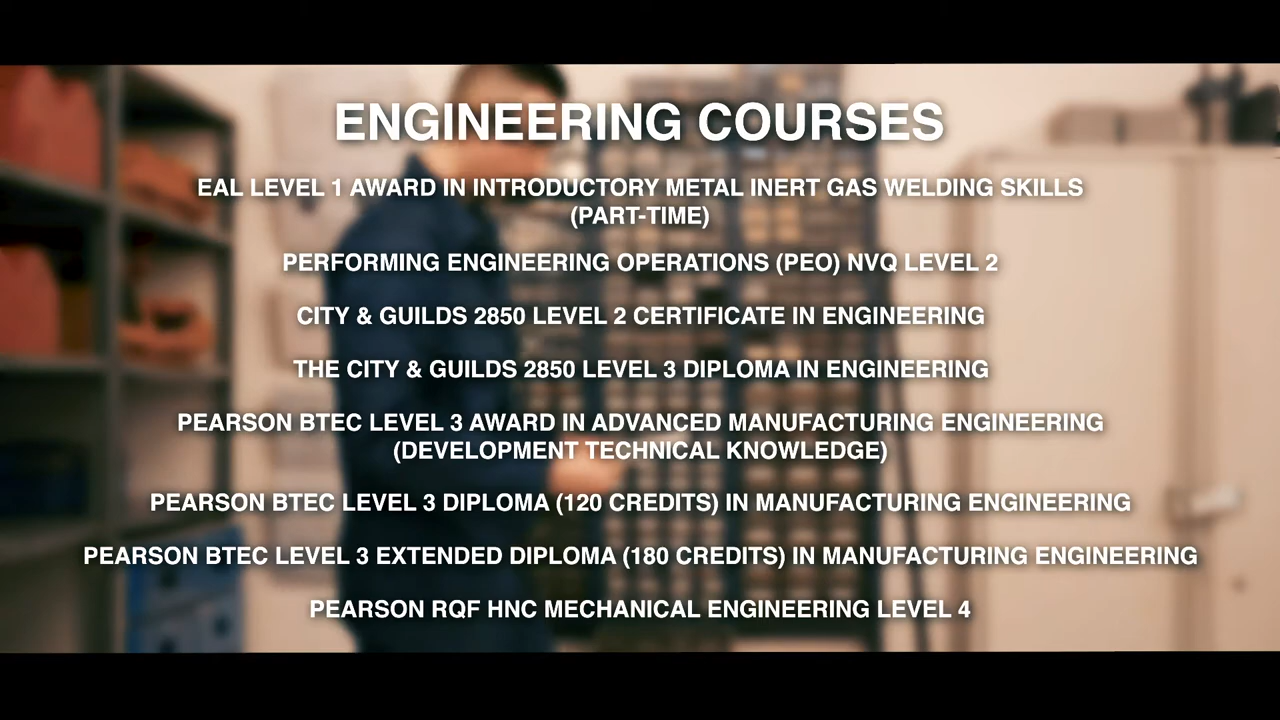 ENGINEERING COURSES
EAL LEVEL 1 AWARD IN INTRODUCTORY METAL INERT GAS WELDING SKILLS
(PART-TIME)
PERFORMING ENGINEERING OPERATIONS (PEO) NVQ LEVEL 2
CITY & GUILDS 2850 LEVEL 2 CERTIFICATE IN ENGINEERING
THE CITY & GUILDS 2850 LEVEL 3 DIPLOMA IN ENGINEERING
PEARSON BTEC LEVEL 3 AWARD IN ADVANCED MANUFACTURING ENGINEERING
(DEVELOPMENT TECHNICAL KNOWLEDGE)
PEARSON BTEC LEVEL 3 DIPLOMA (120 CREDITS) IN MANUFACTURING ENGINEERING
PEARSON BTEC LEVEL 3 EXTENDED DIPLOMA (180 CREDITS) IN MANUFACTURING ENGINEERING
PEARSON RQF HNC MECHANICAL ENGINEERING LEVEL 4